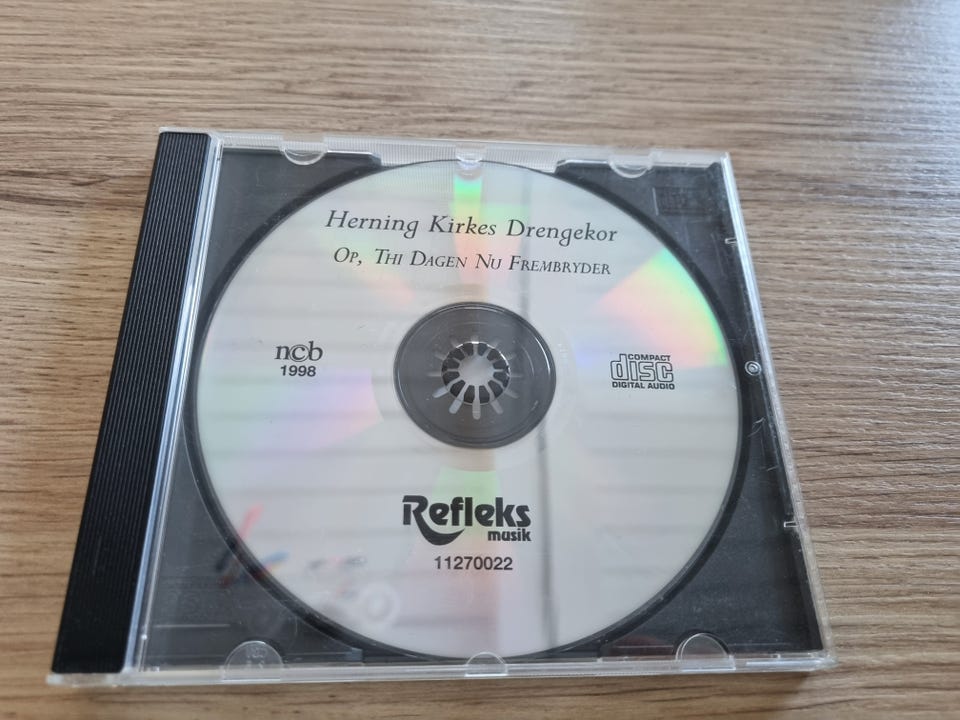 Herning Kirkes Drengekor
Op, Thi Dagen Nu Frembryder
ncb
1998
COMPACT
disc
DIGITAL AUDIO
Refleks
musik
11270022